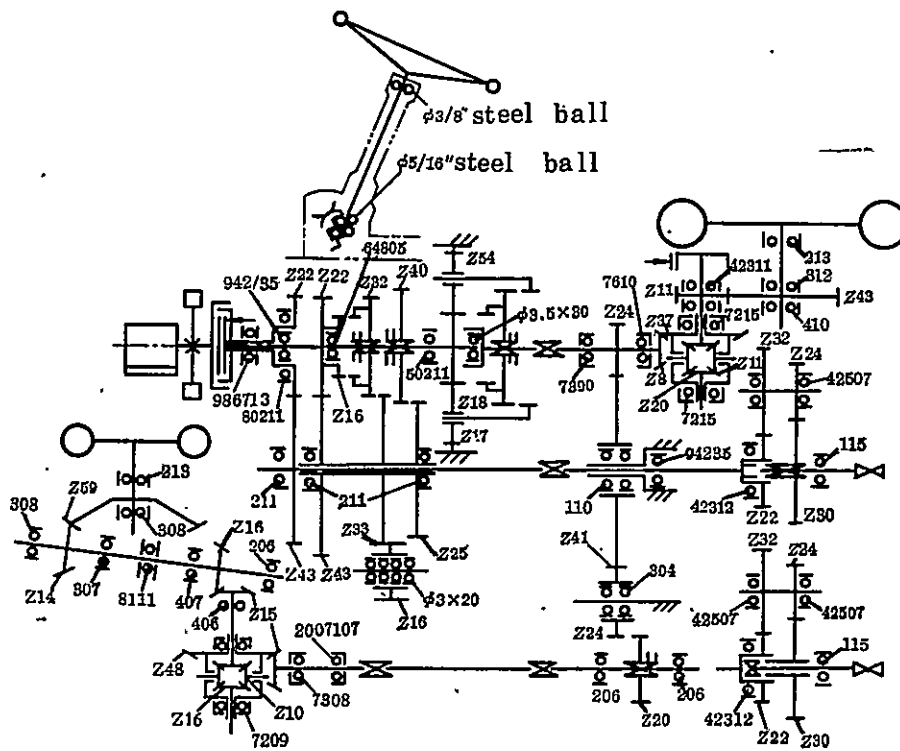 φ3/8" steel ball
φ5/16" steel ball
64805
942/35
Z22
Z22
Z32
Z40
Z54
φ3.5×30
7610
Z24
Z11
42311
7215
Z37
213
312
410
Z43
Z32
Z24
42507
986713
80211
Z16
50211
Z18
Z17
7390
Z8
Z20
Z11
7215
213
308
Z59
308
Z14
307
8111
407
Z16
206
211
211
Z43
Z43
Z33
Z25
φ3×20
Z16
110
94235
42312
115
Z22
Z30
Z41
304
Z24
Z32
Z24
42507
42507
406
Z15
Z48
Z16
Z10
7209
2007107
7308
206
Z20
206
42312
115
Z22
Z30